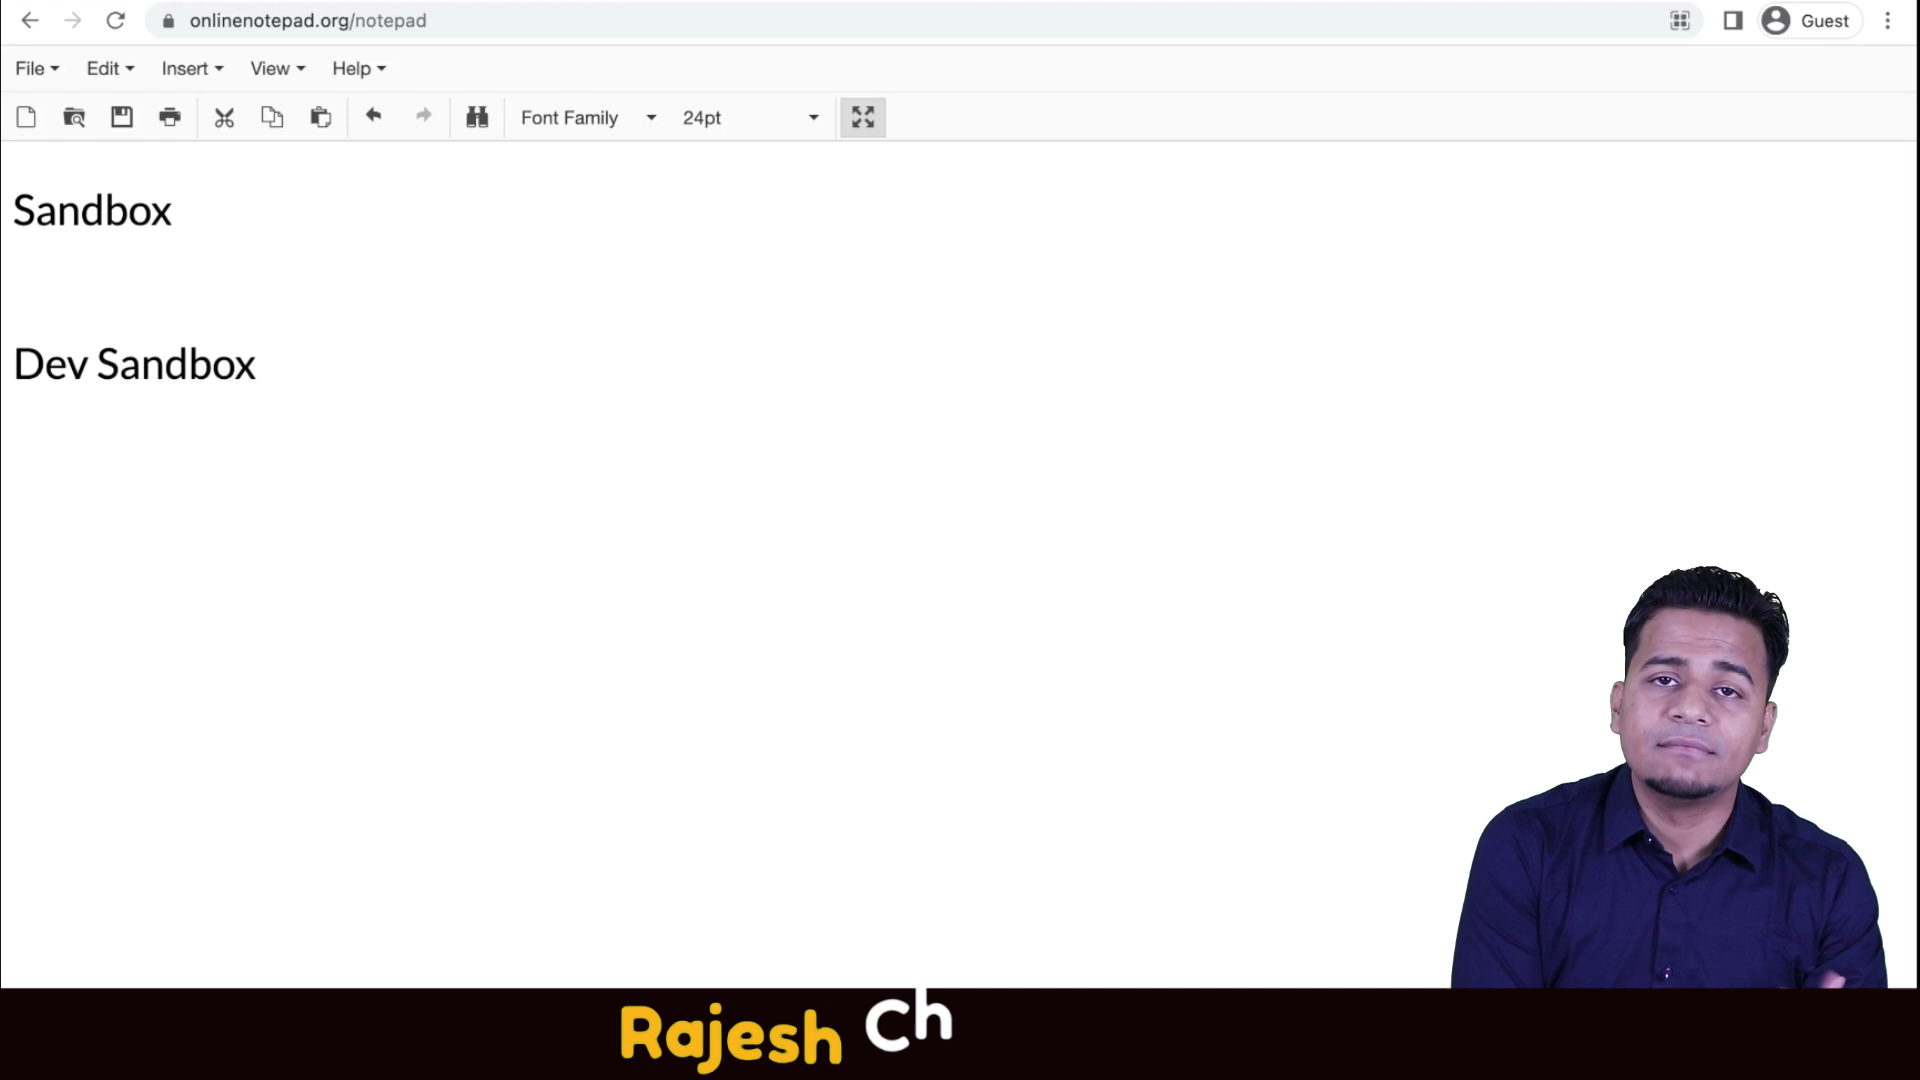 onlinenotepad.org/notepad
Guest
File Edit Insert View Help
Font Family 24pt
Sandbox
Dev Sandbox
Rajesh Ch